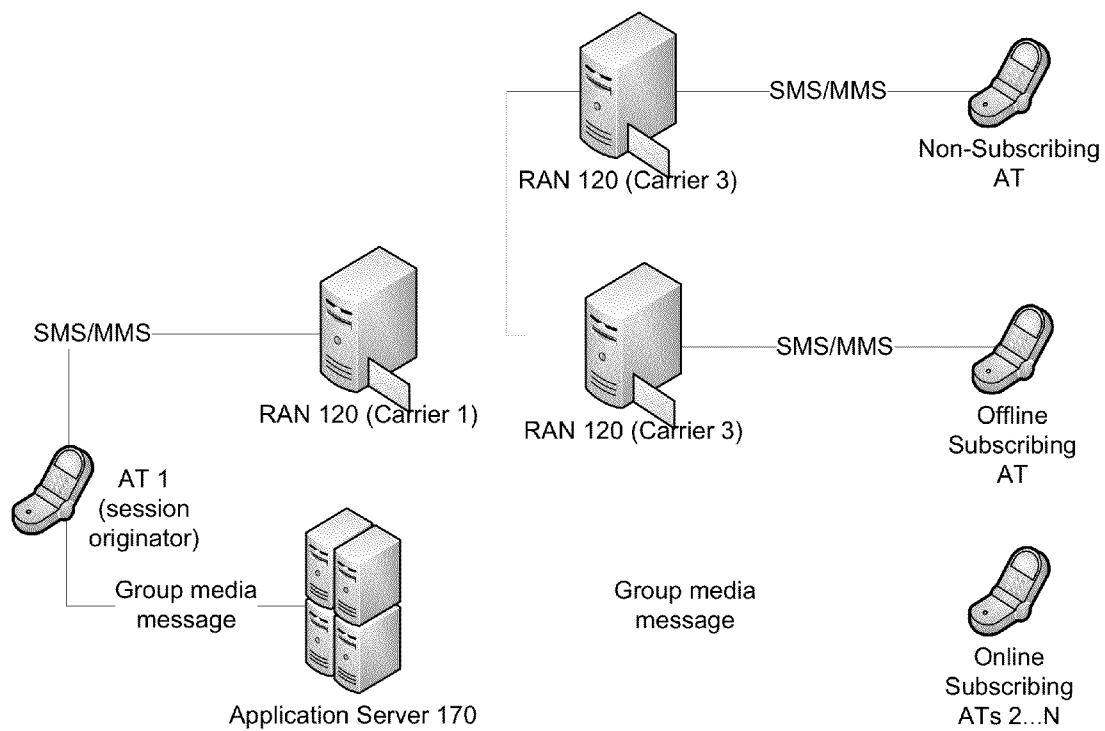 SMS/MMS
Non-Subscribing
AT
RAN 120 (Carrier 3)
SMS/MMS
RAN 120 (Carrier 1)
SMS/MMS
RAN 120 (Carrier 3)
Offline
Subscribing
AT
AT 1
(session
originator)
Group media
message
Group media
message
Application Server 170
Online
Subscribing
ATs 2...N